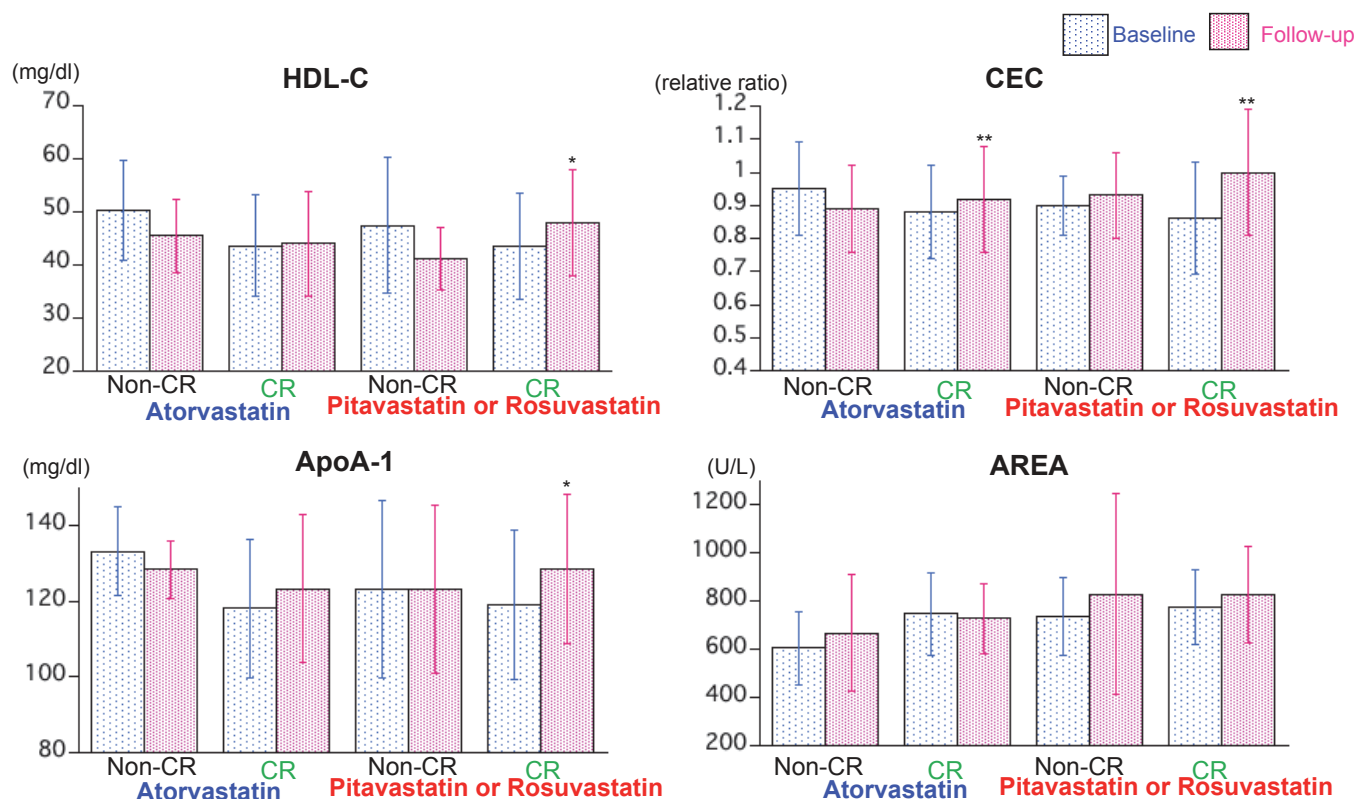 Baseline Follow-up
(mg/dl) HDL-C
70
60
50
40
30
20
*
Non-CR CR Non-CR CR
Atorvastatin Pitavastatin or Rosuvastatin
(relative ratio) CEC
1.2
1.1
1
0.9
0.8
0.7
0.6
0.5
0.4
** **
Non-CR CR Non-CR CR
Atorvastatin Pitavastatin or Rosuvastatin
(mg/dl) ApoA-1
140
120
100
80
*
Non-CR CR Non-CR CR
Atorvastatin Pitavastatin or Rosuvastatin
(U/L) AREA
1200
1000
800
600
400
200
Non-CR CR Non-CR CR
Atorvastatin Pitavastatin or Rosuvastatin